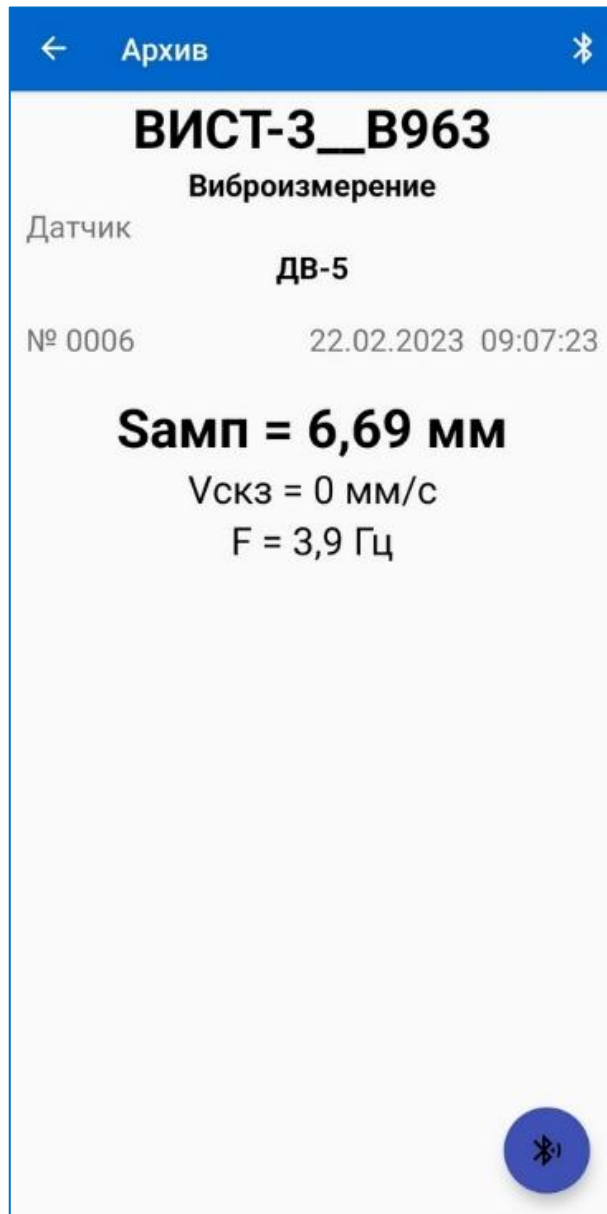 Архив
ВИСТ-3__В963
Виброизмерение
Датчик
ДВ-5
№ 0006 22.02.2023 09:07:23
Sамп = 6,69 мм
Vскз = 0 мм/с
F = 3,9 Гц